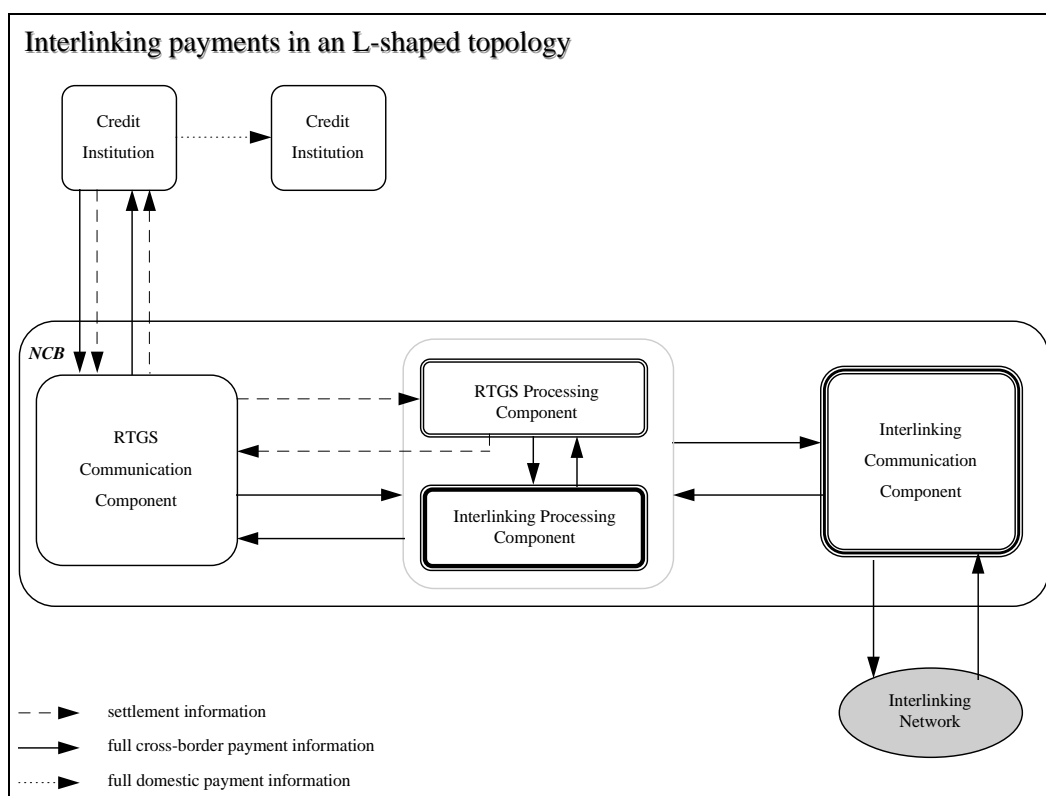 Interlinking payments in an L-shaped topology
Credit
Institution
Credit
Institution
NCB
RTGS
Communication
Component
RTGS Processing
Component
Interlinking Processing
Component
Interlinking
Communication
Component
Interlinking
Network
settlement information
full cross-border payment information
full domestic payment information